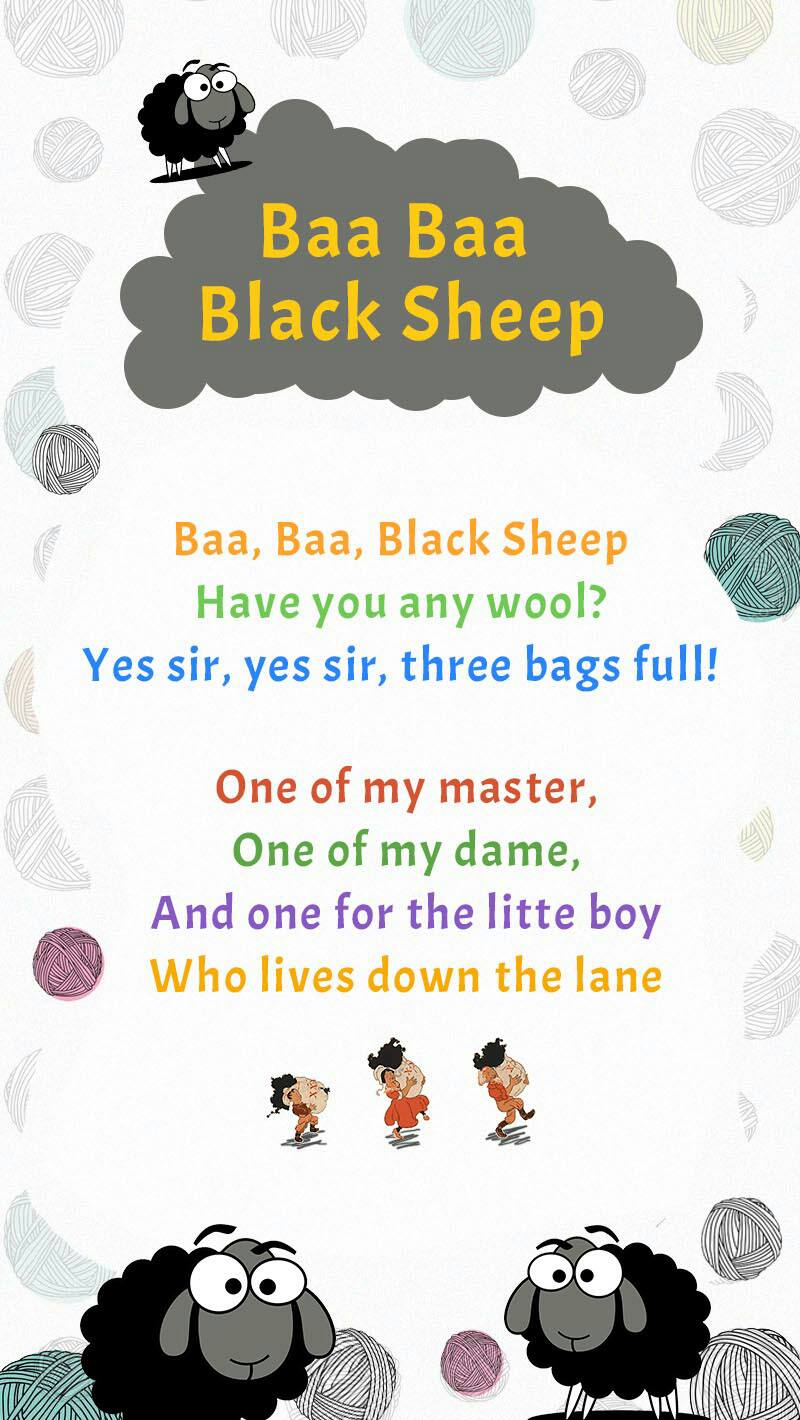 Baa Baa
Black Sheep
Baa, Baa, Black Sheep
Have you any wool?
Yes sir, yes sir, three bags full!
One of my master,
One of my dame,
And one for the litte boy
Who lives down the lane